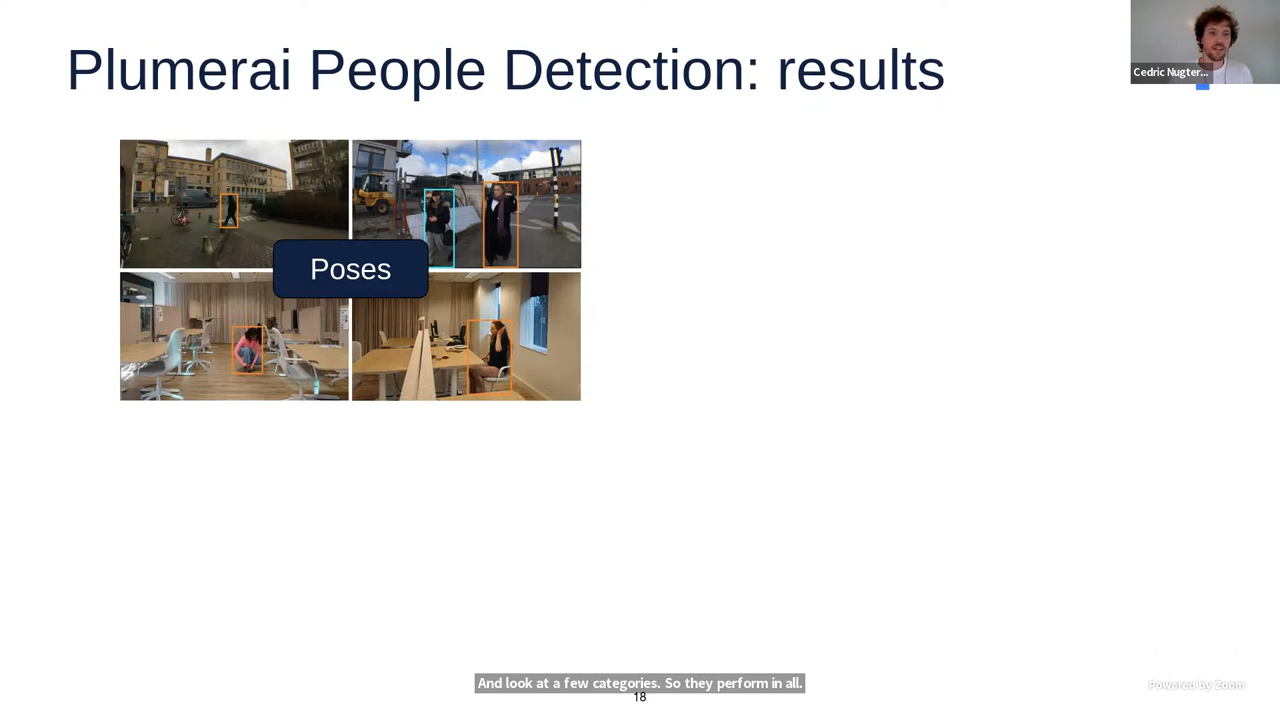 Plumerai People Detection: results
Cedric Nugter...
Poses
And look at a few categories. So they perform in all.
18
Powered by Zoom